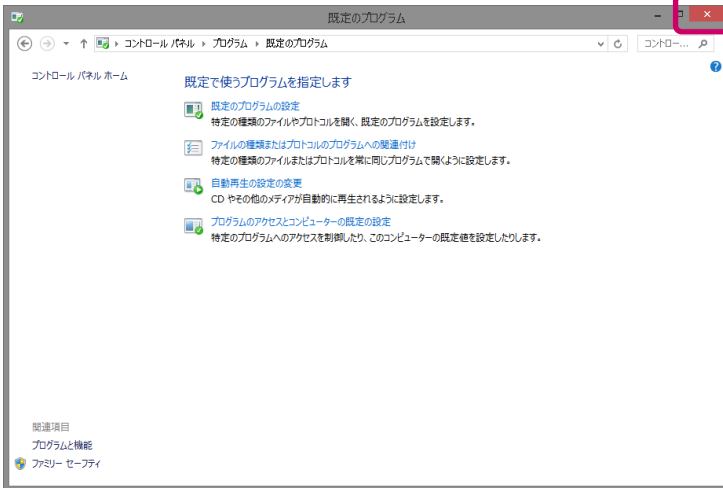 既定のプログラム
コントロール パネル ▸ プログラム ▸ 既定のプログラム
コントロー...
コントロール パネル ホーム
既定で使うプログラムを指定します
既定のプログラムの設定
特定の種類のファイルやプロトコルを開く、既定のプログラムを設定します。
ファイルの種類またはプロトコルのプログラムへの関連付け
特定の種類のファイルまたはプロトコルを常に同じプログラムで開くように設定します。
自動再生の設定の変更
CD やその他のメディアが自動的に再生されるように設定します。
プログラムのアクセスとコンピューターの既定の設定
特定のプログラムへのアクセスを制御したり、このコンピューターの既定値を設定したりします。
関連項目
プログラムと機能
ファミリー セーフティ